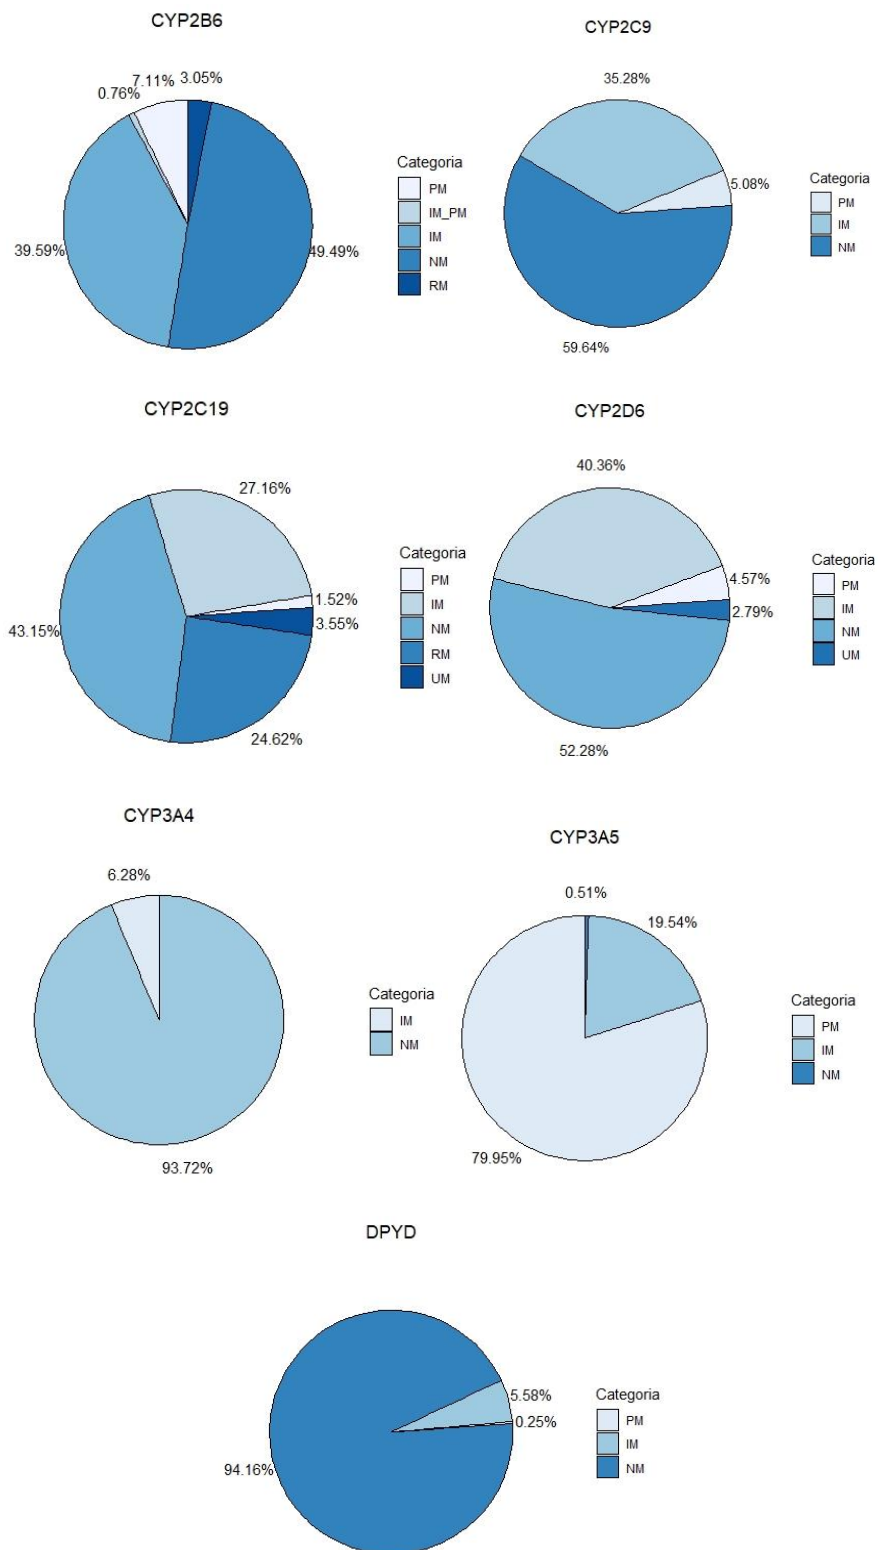 CYP2B6
7.11%
3.05%
0.76%
39.59%
49.49%
Categoria
PM
IM_PM
IM
NM
RM
CYP2C9
35.28%
5.08%
59.64%
Categoria
PM
IM
NM
CYP2C19
27.16%
1.52%
3.55%
43.15%
24.62%
Categoria
PM
IM
NM
RM
UM
CYP2D6
40.36%
4.57%
2.79%
52.28%
Categoria
PM
IM
NM
UM
CYP3A4
6.28%
93.72%
Categoria
IM
NM
CYP3A5
0.51%
19.54%
79.95%
Categoria
PM
IM
NM
DPYD
5.58%
0.25%
94.16%
Categoria
PM
IM
NM